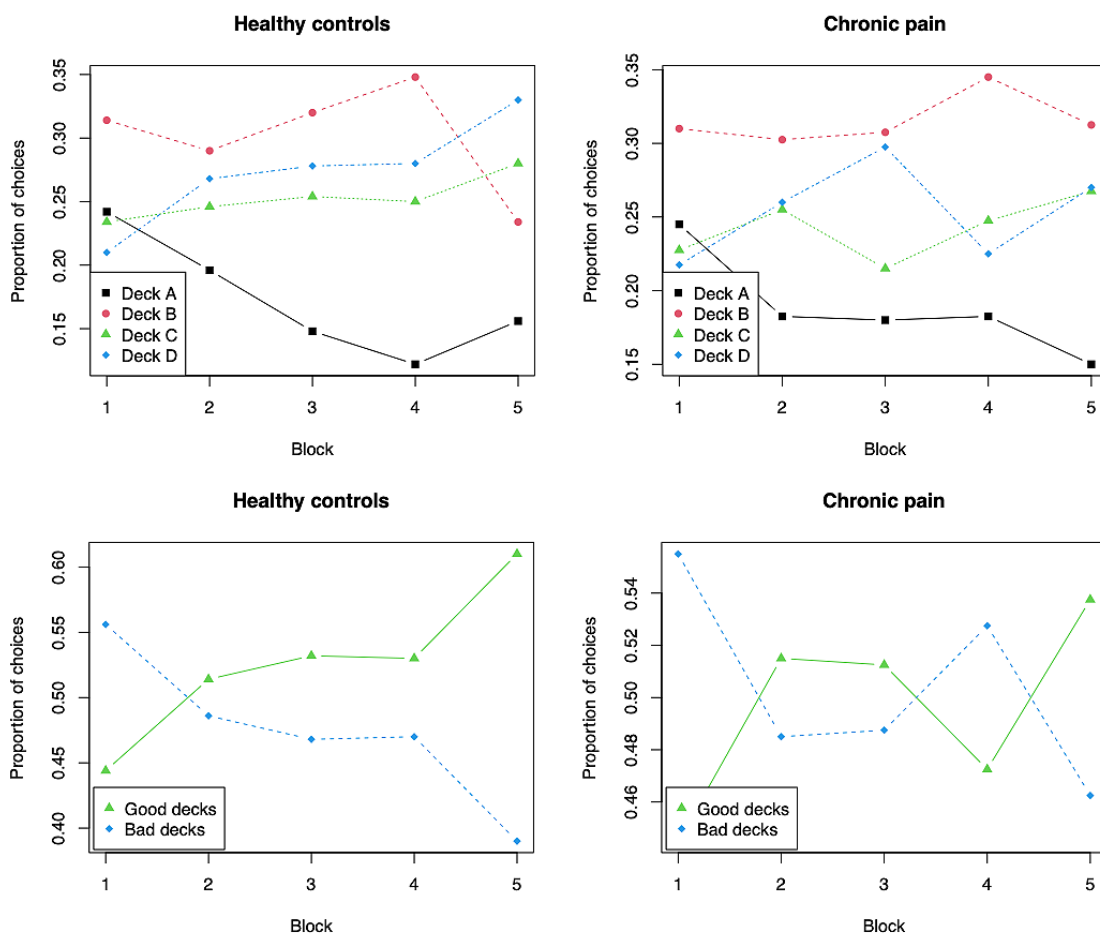 Healthy controls
Proportion of choices
0.35
0.30
0.25
0.20
0.15
Deck A
Deck B
Deck C
Deck D
1 2 3 4 5
Block
Chronic pain
Proportion of choices
0.35
0.30
0.25
0.20
0.15
Deck A
Deck B
Deck C
Deck D
1 2 3 4 5
Block
Healthy controls
Proportion of choices
0.60
0.55
0.50
0.45
0.40
Good decks
Bad decks
1 2 3 4 5
Block
Chronic pain
Proportion of choices
0.54
0.52
0.50
0.48
0.46
Good decks
Bad decks
1 2 3 4 5
Block